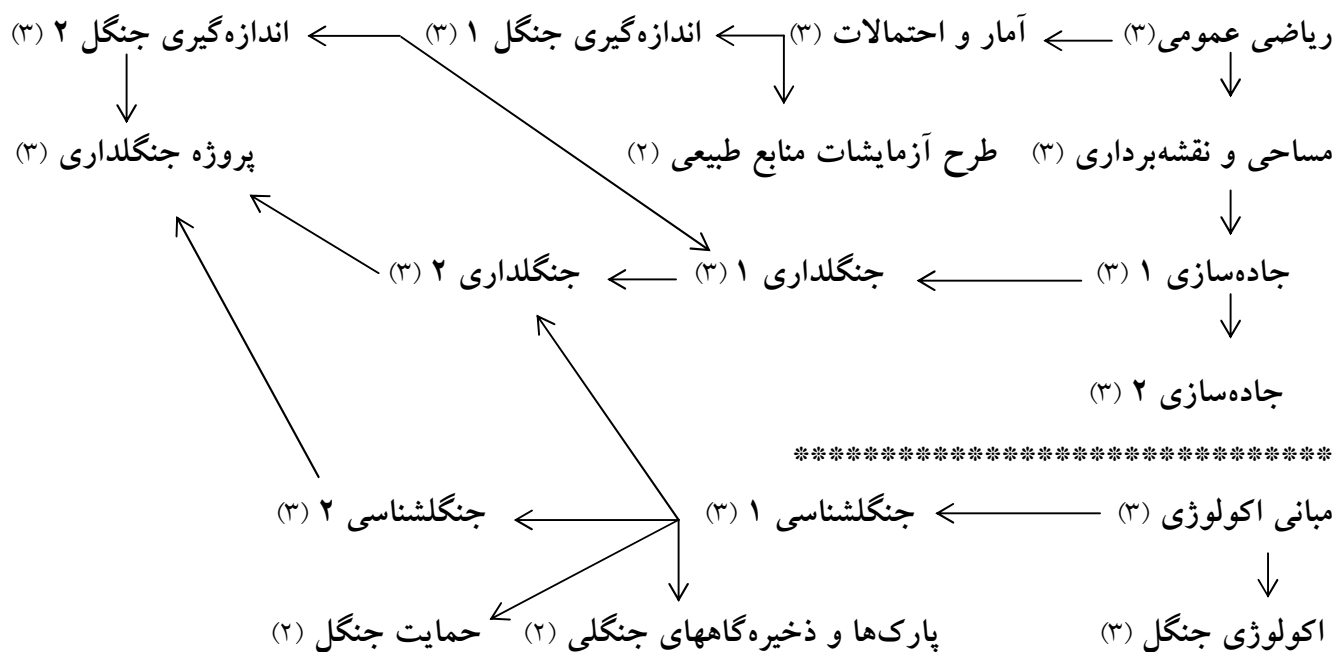 ریاضی عمومی(۳) آمار و احتمالات (۳) اندازه‌گیری جنگل ۱ (۳) اندازه‌گیری جنگل ۲ (۳)
مساحی و نقشه‌برداری (۳) طرح آزمایشات منابع طبیعی (۲) پروژه جنگلداری (۳)
جاده‌سازی ۱ (۳) جنگلداری ۱ (۳) جنگلداری ۲ (۳)
جاده‌سازی ۲ (۳)
*******************************
مبانی اکولوژی (۳) جنگلشناسی ۱ (۳) جنگلشناسی ۲ (۳)
اکولوژی جنگل (۳) پارک‌ها و ذخیره‌گاههای جنگلی (۲) حمایت جنگل (۲)